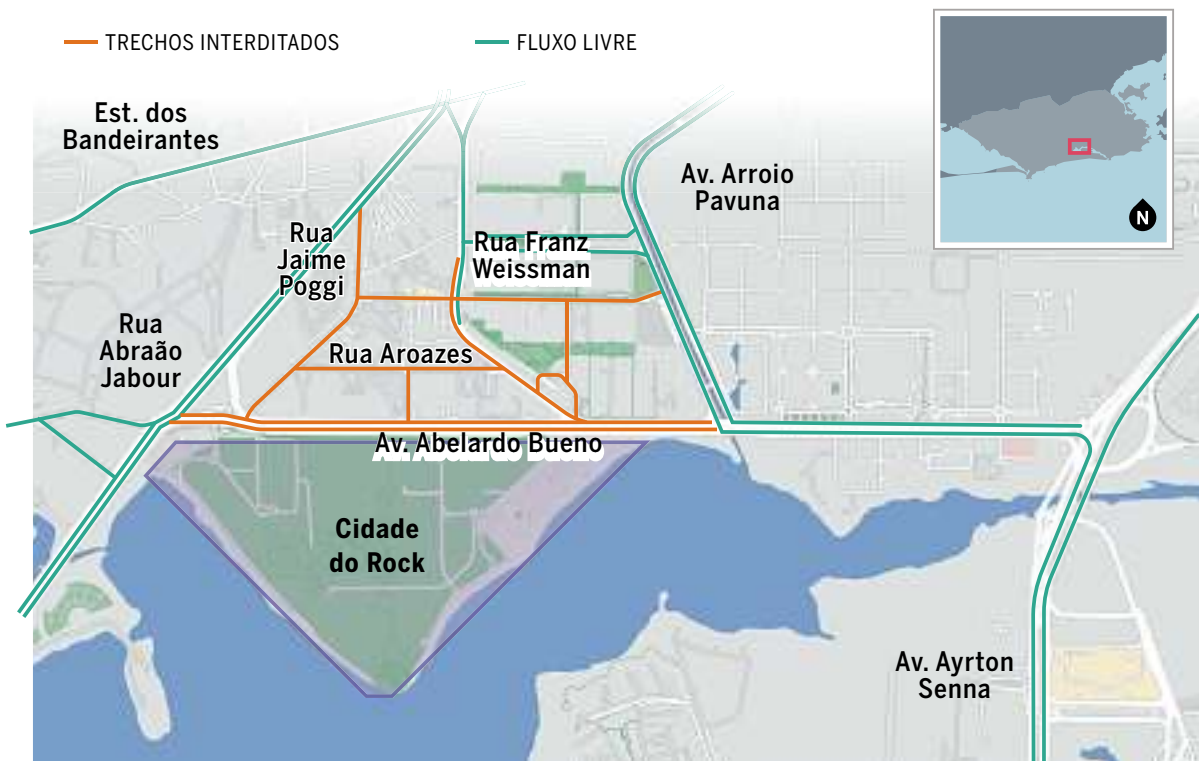 TRECHOS INTERDITADOS
FLUXO LIVRE
Est. dos
Bandeirantes
Av. Arroio
Pavuna
N
Rua
Jaime
Poggi
Rua Franz
Weissman
Rua
Abraão
Jabour
Rua Aroazes
Av. Abelardo Bueno
Cidade
do Rock
Av. Ayrton
Senna